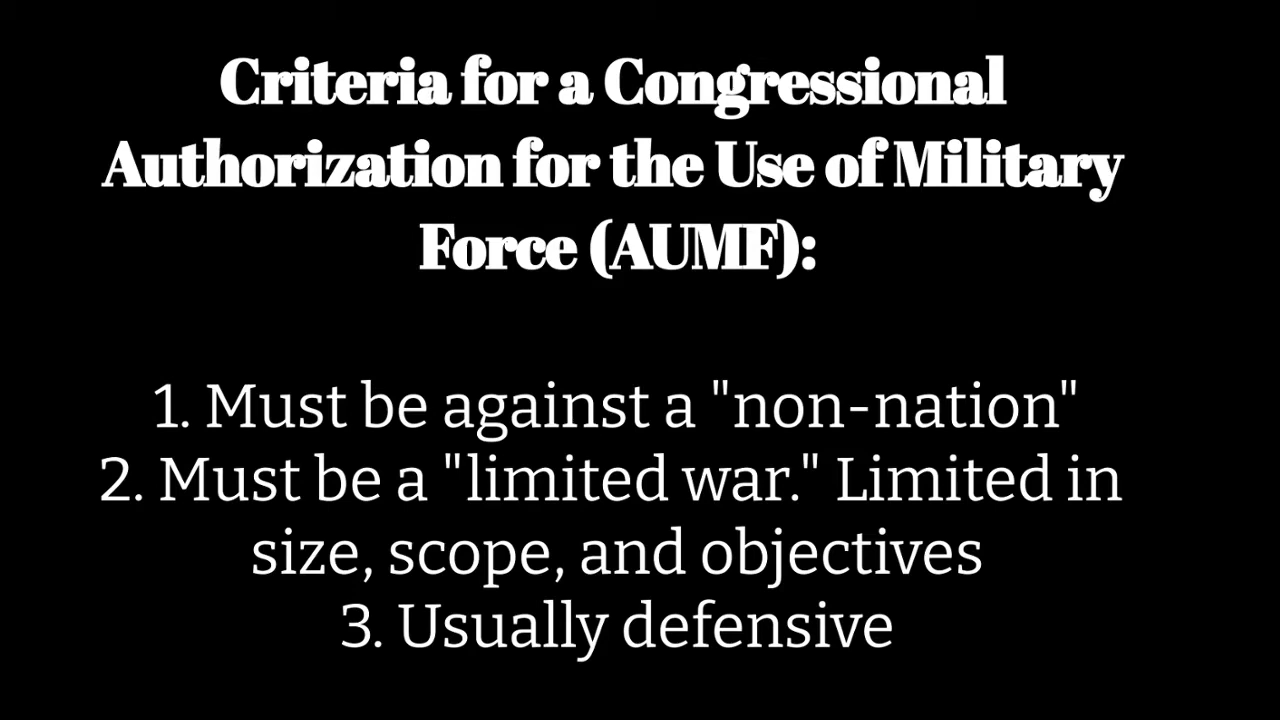 Criteria for a Congressional
Authorization for the Use of Military
Force (AUMF):
1. Must be against a "non-nation"
2. Must be a "limited war." Limited in
size, scope, and objectives
3. Usually defensive